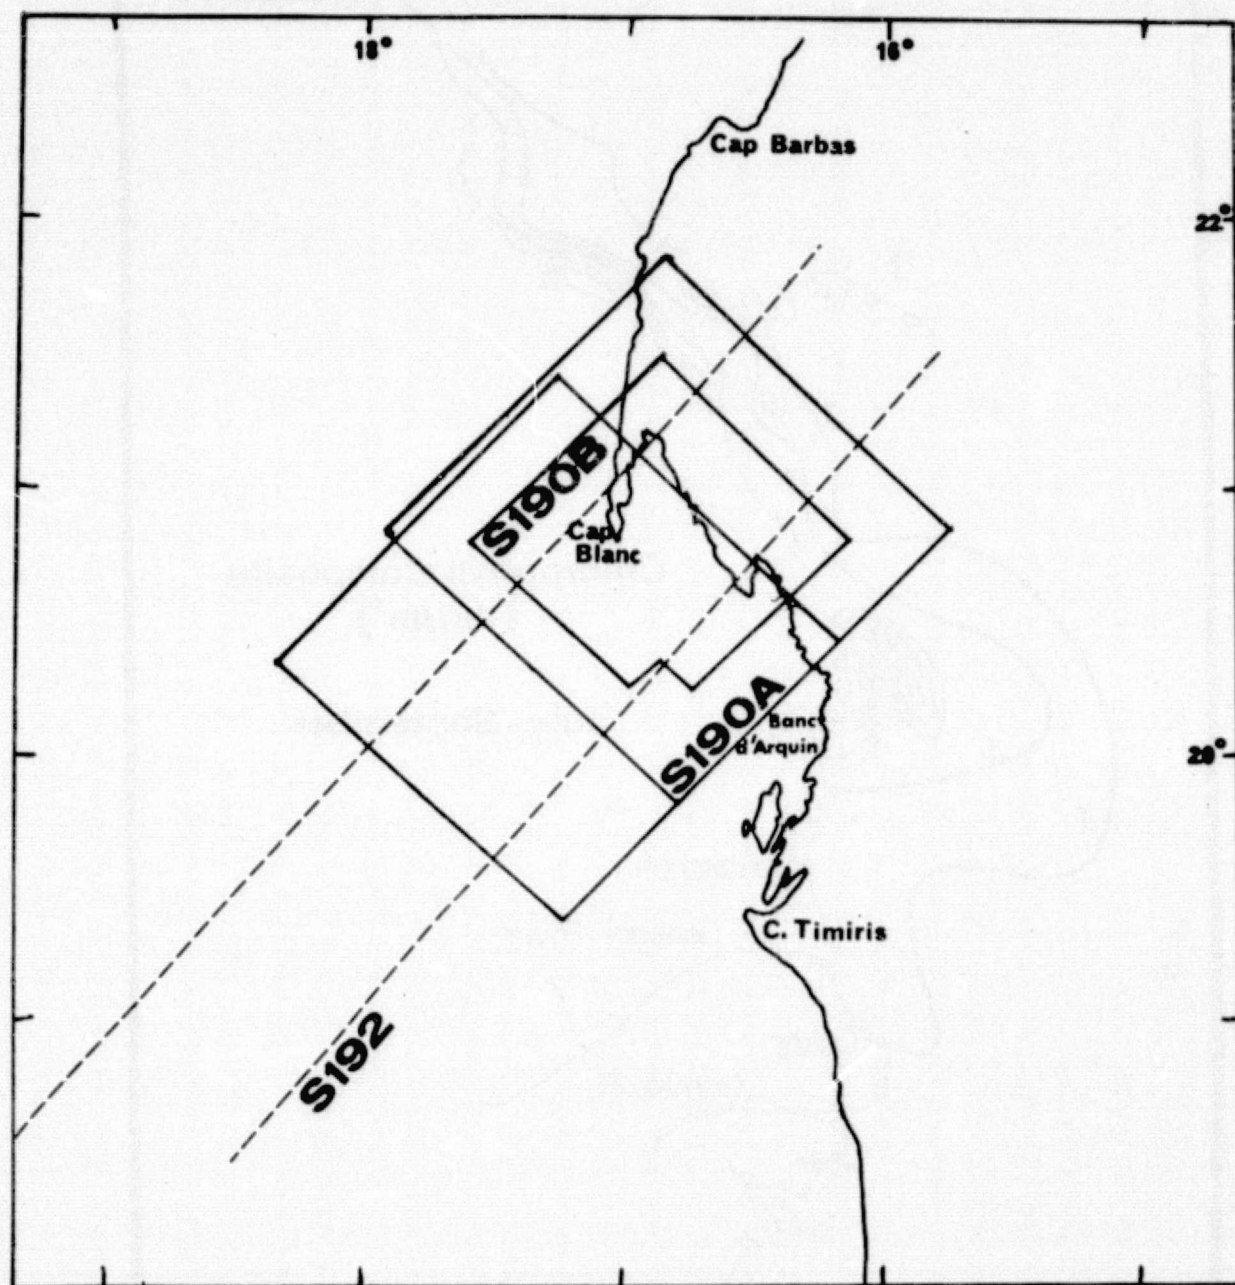 18°
16°
Cap Barbas
22°
S190B
Cap
Blanc
S190A
Banc
B'Arquin
20°
C. Timiris
S192